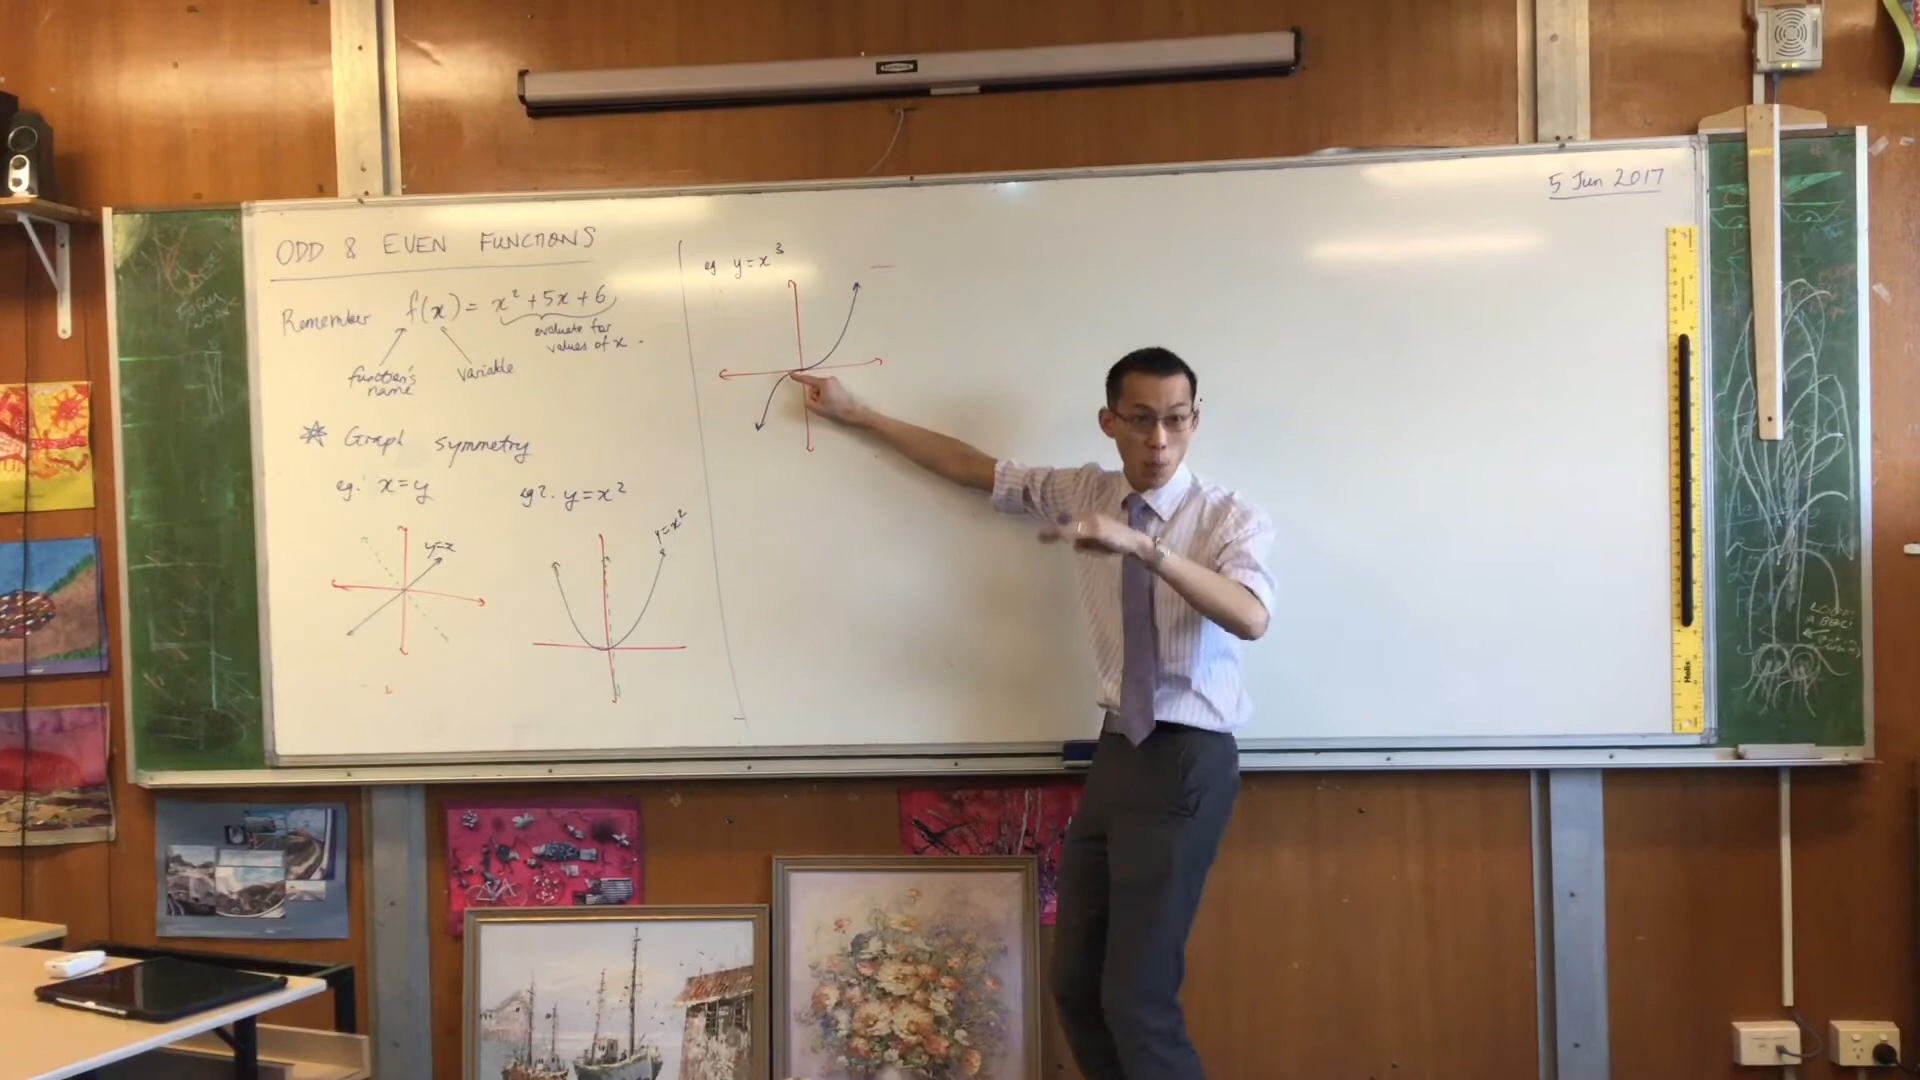 5 Jun 2017
ODD & EVEN FUNCTIONS
Remember f(x) = x² + 5x + 6
evaluate for
values of x.
function's
name
variable
Graph symmetry
eg.' x=y
eg2. y=x²
y=x
y=x²
eg y=x³
Helix